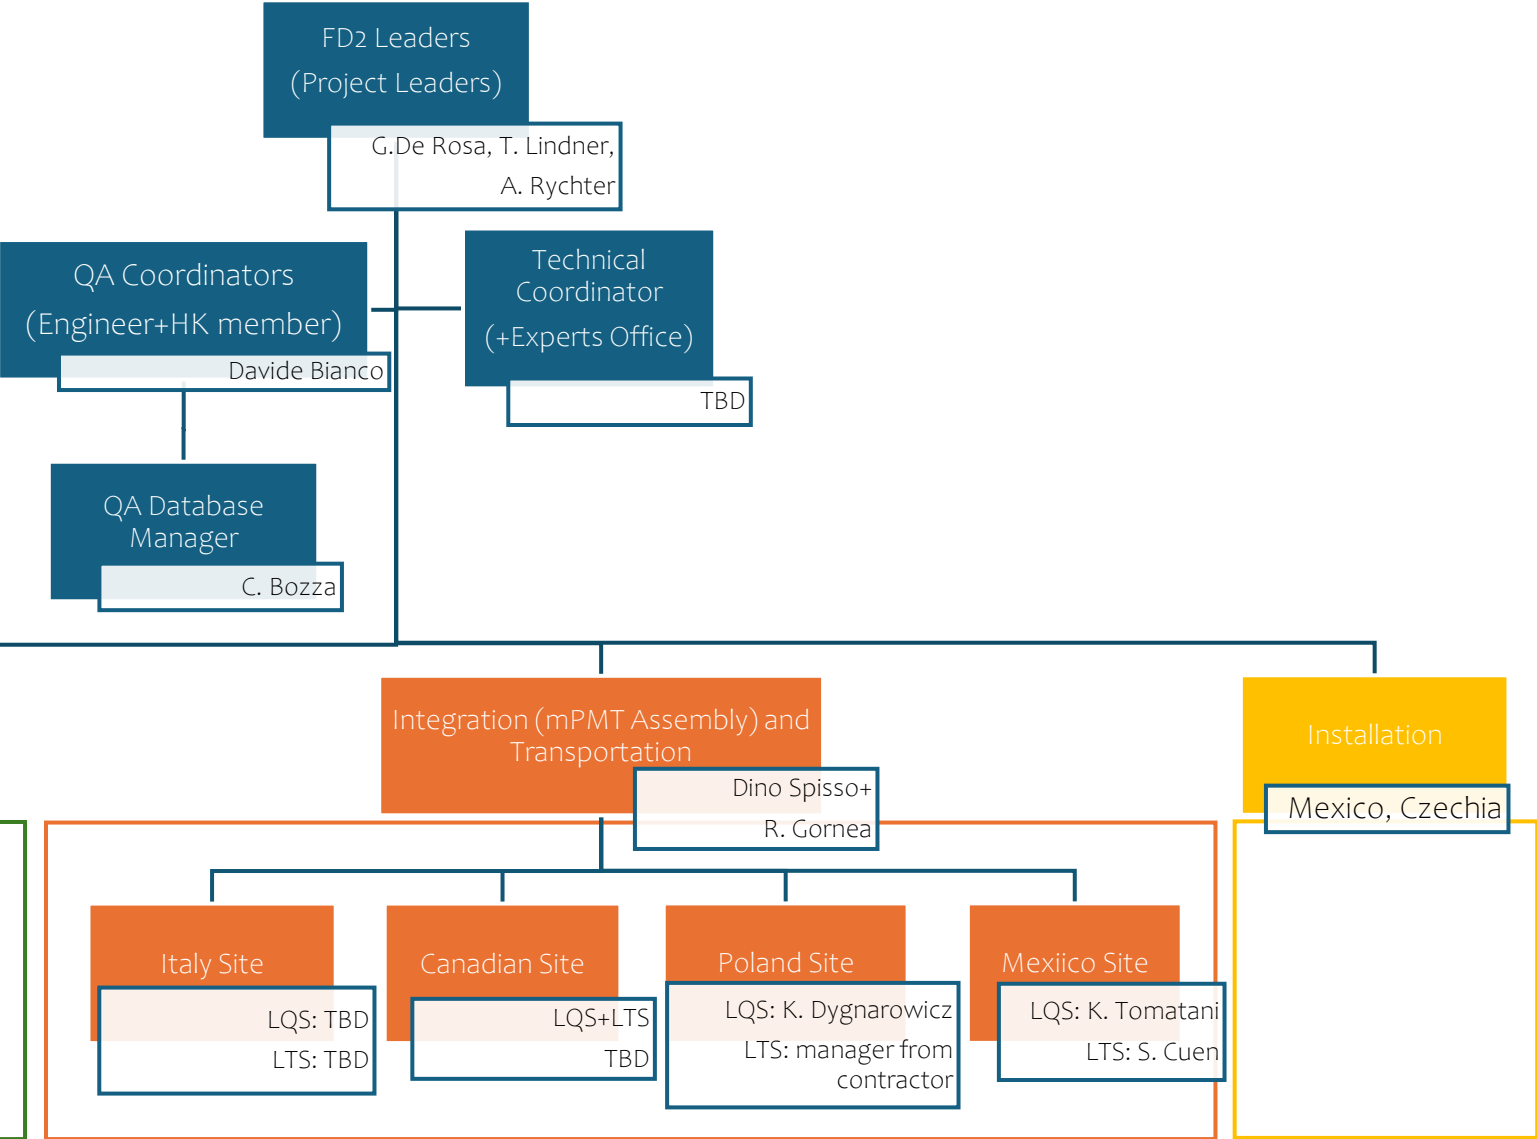 FD2 Leaders
(Project Leaders)
G.De Rosa, T. Lindner,
A. Rychter
QA Coordinators
(Engineer+HK member)
Davide Bianco
Technical
Coordinator
(+Experts Office)
TBD
QA Database
Manager
C. Bozza
Integration (mPMT Assembly) and
Transportation
Dino Spisso+
R. Gornea
Installation
Mexico, Czechia
Italy Site
LQS: TBD
LTS: TBD
Canadian Site
LQS+LTS
TBD
Poland Site
LQS: K. Dygnarowicz
LTS: manager from
contractor
Mexiico Site
LQS: K. Tomatani
LTS: S. Cuen